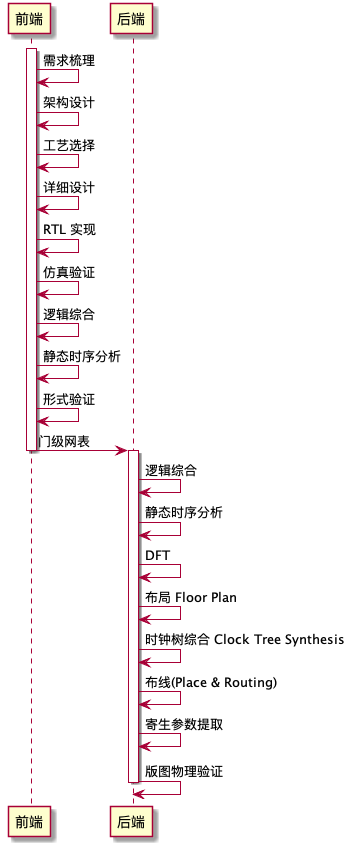 前端 后端
需求梳理
架构设计
工艺选择
详细设计
RTL 实现
仿真验证
逻辑综合
静态时序分析
形式验证
门级网表
逻辑综合
静态时序分析
DFT
布局 Floor Plan
时钟树综合 Clock Tree Synthesis
布线(Place & Routing)
寄生参数提取
版图物理验证
前端 后端